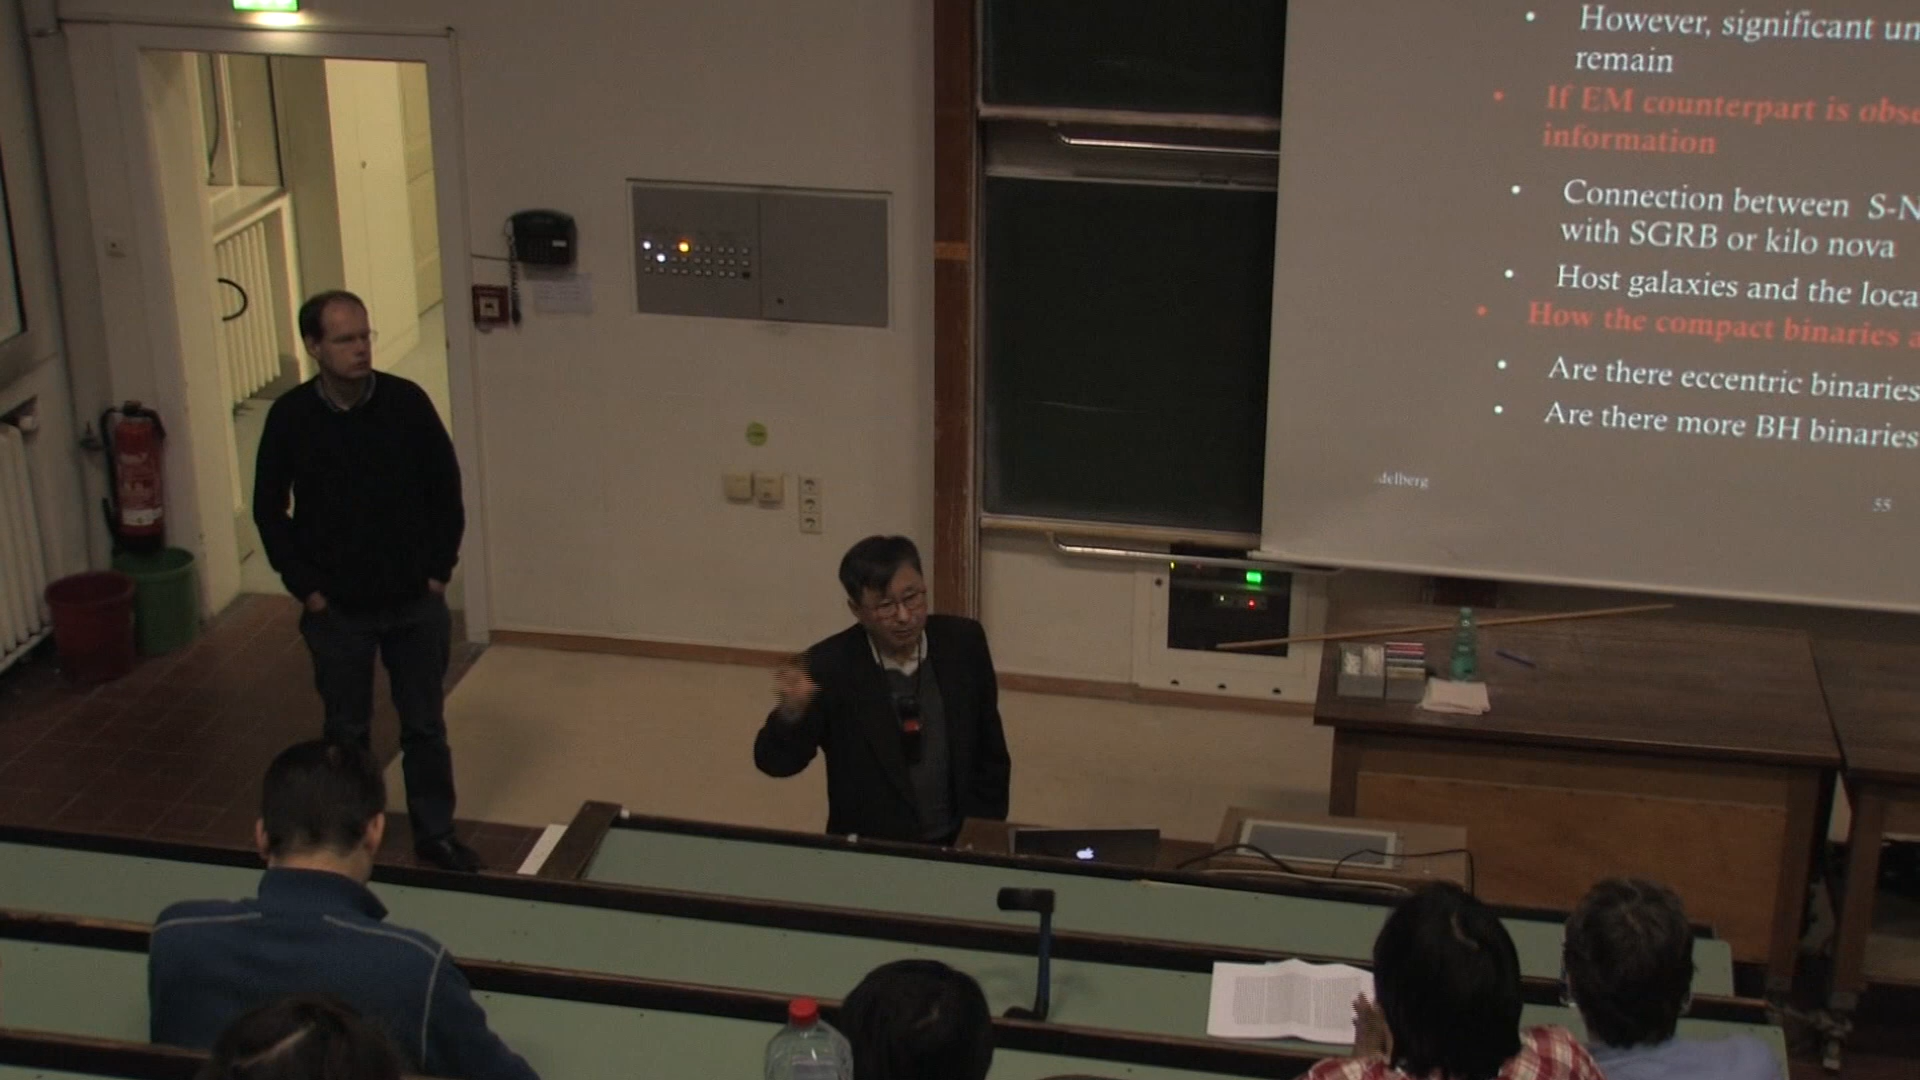 • However, significant un
remain
• If EM counterpart is obse
information
• Connection between S-N
with SGRB or kilo nova
• Host galaxies and the loca
• How the compact binaries a
• Are there eccentric binaries
• Are there more BH binaries
delberg
55